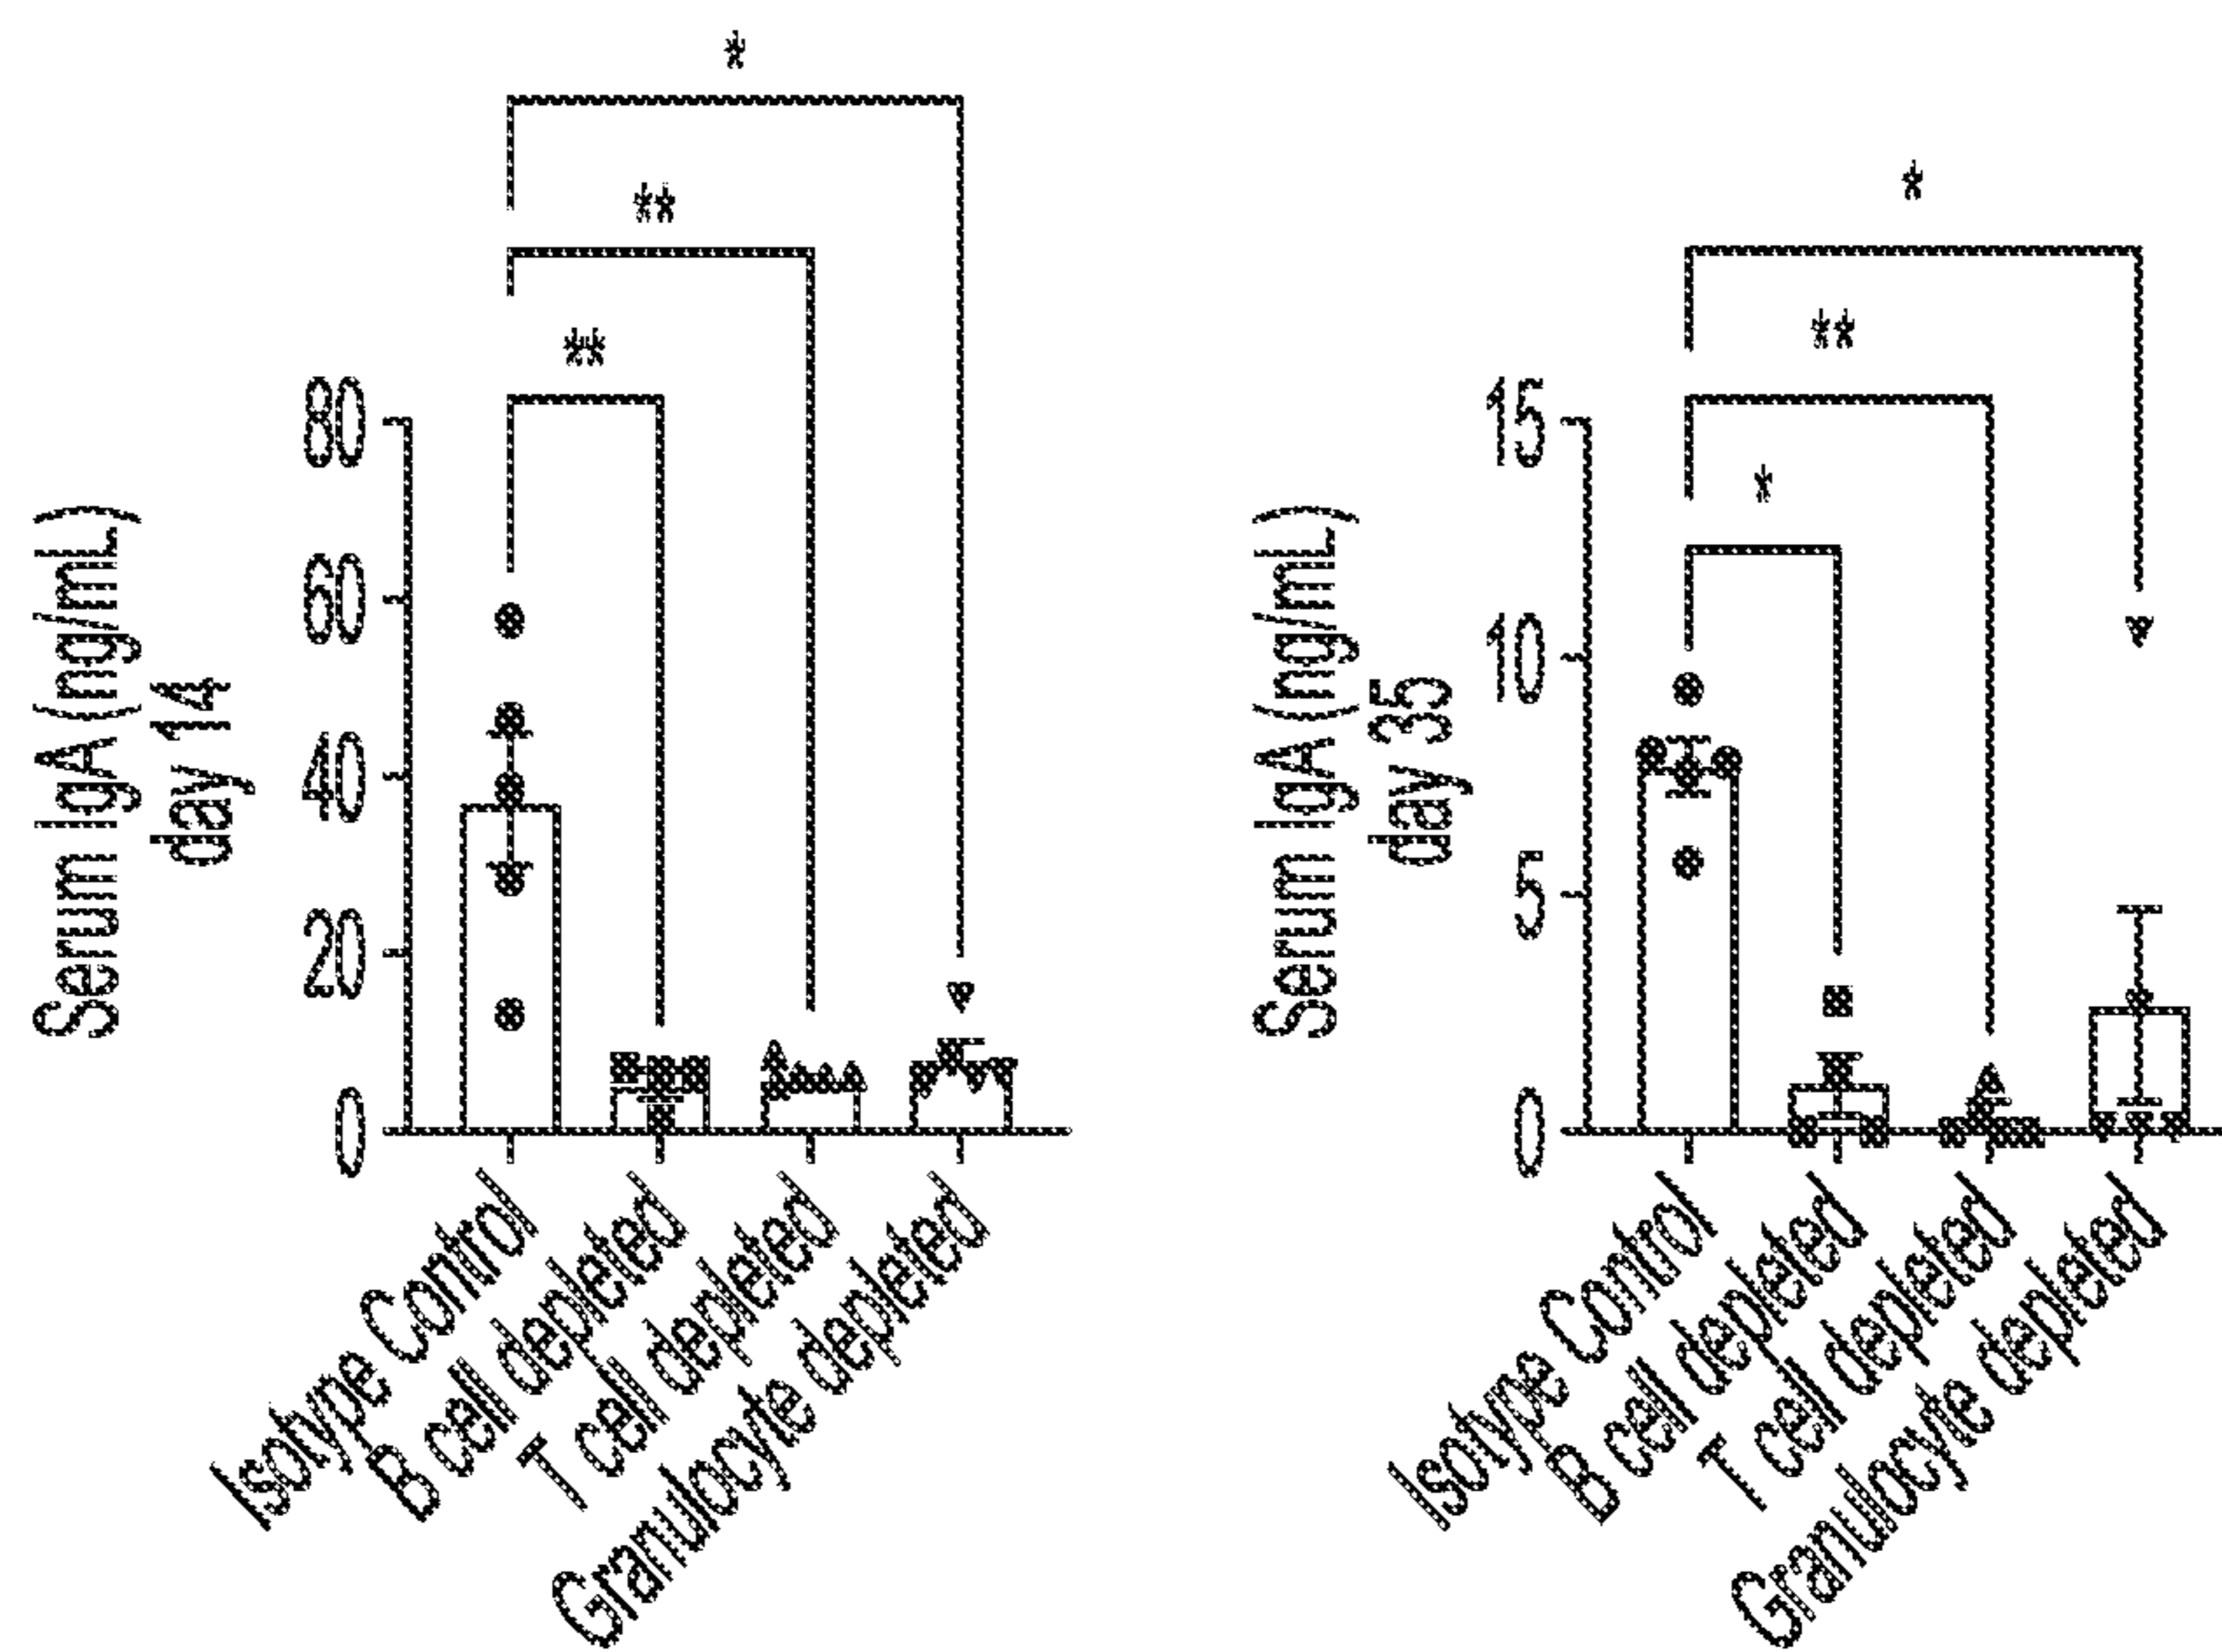 *
**
**
80
60
40
20
0
Serum IgA (ng/mL)
day 14
Isotype Control
B cell depleted
T cell depleted
Granulocyte depleted
*
**
*
15
10
5
0
Serum IgA (ng/mL)
day 35
Isotype Control
B cell depleted
T cell depleted
Granulocyte depleted